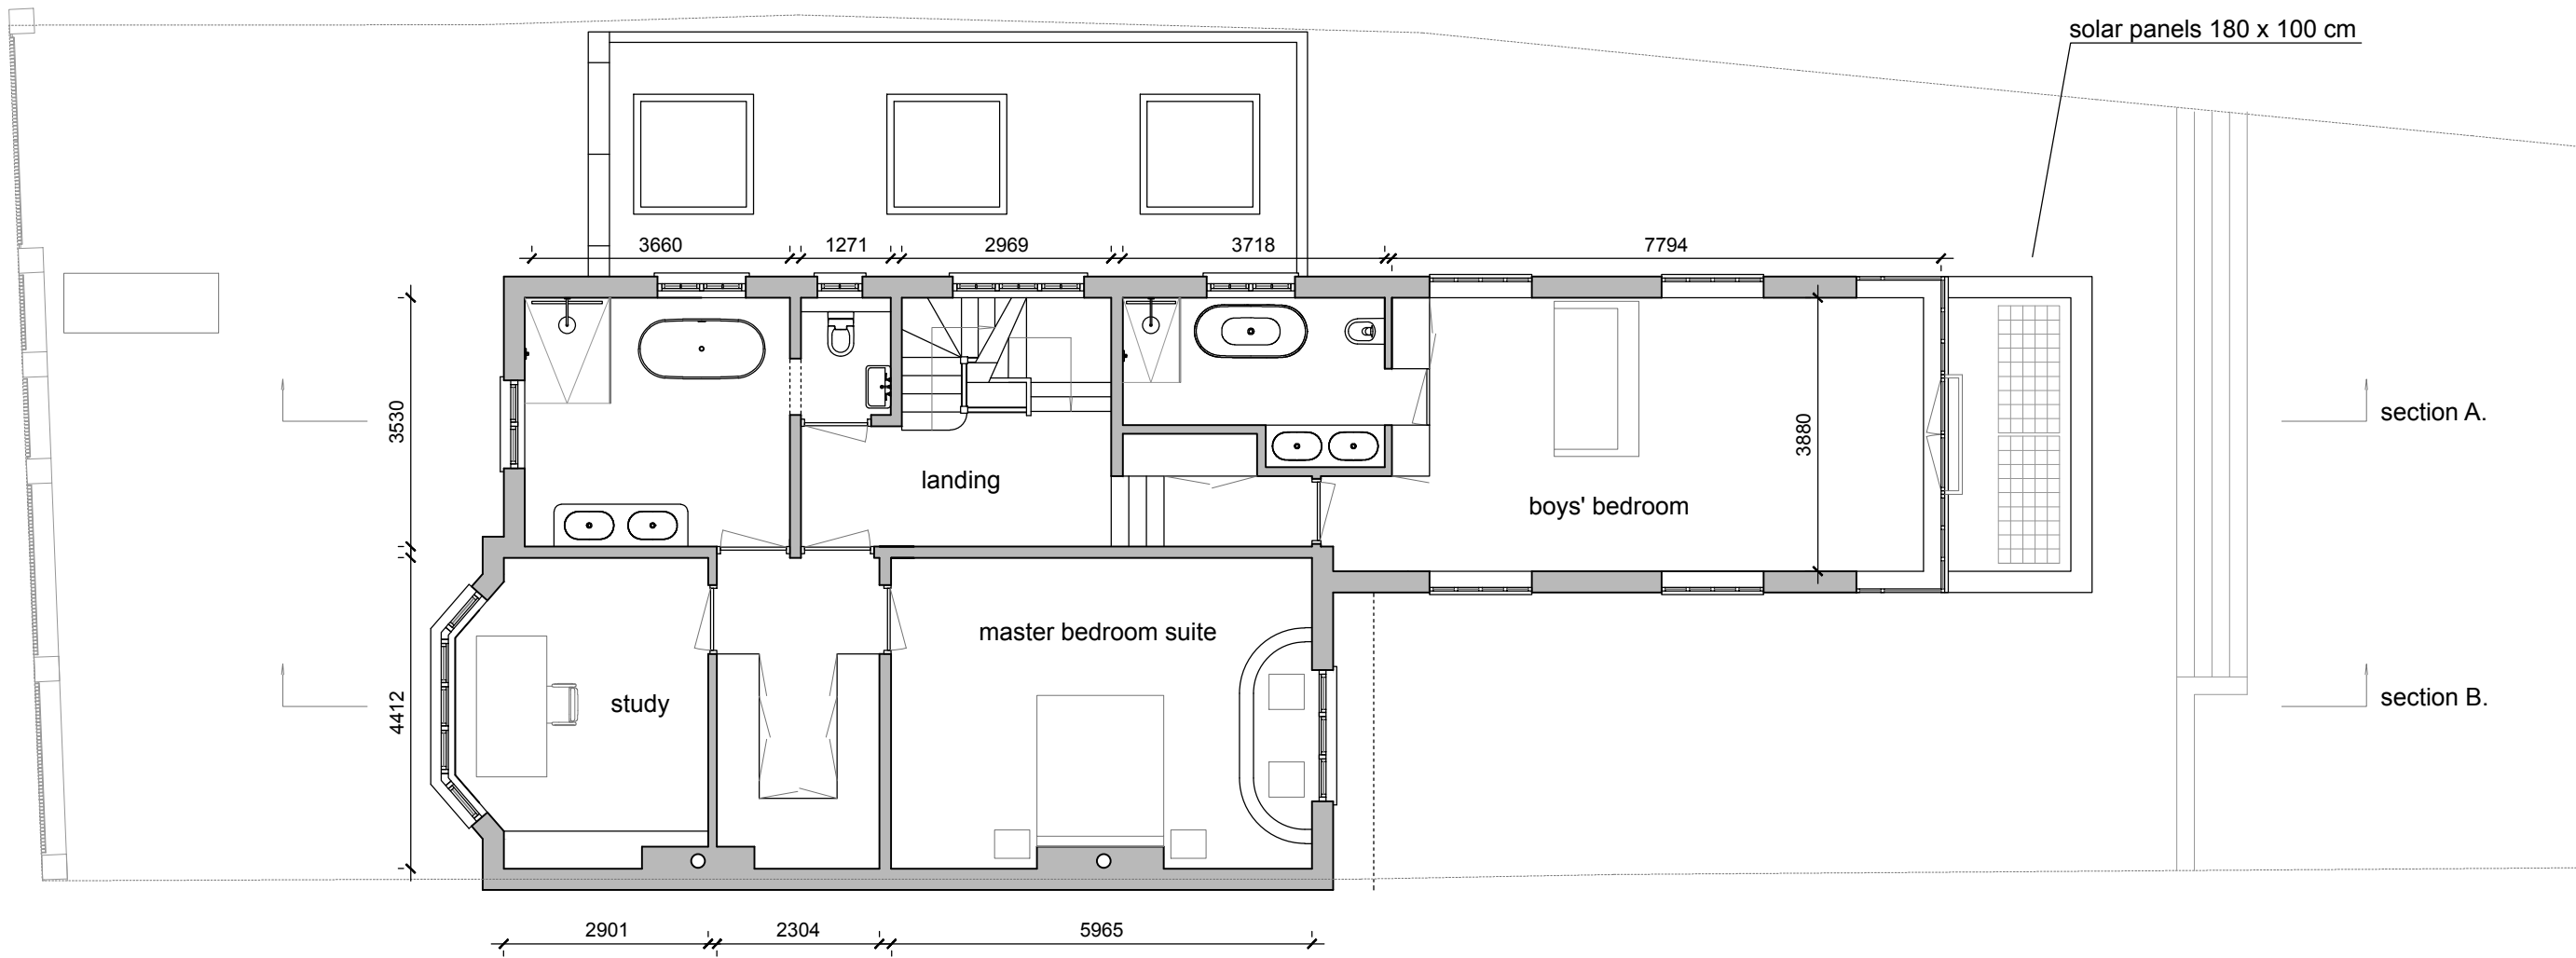 solar panels 180 x 100 cm
3660
1271
2969
3718
7794
3530
3880
section A.
landing
boys' bedroom
master bedroom suite
4412
study
section B.
2901
2304
5965